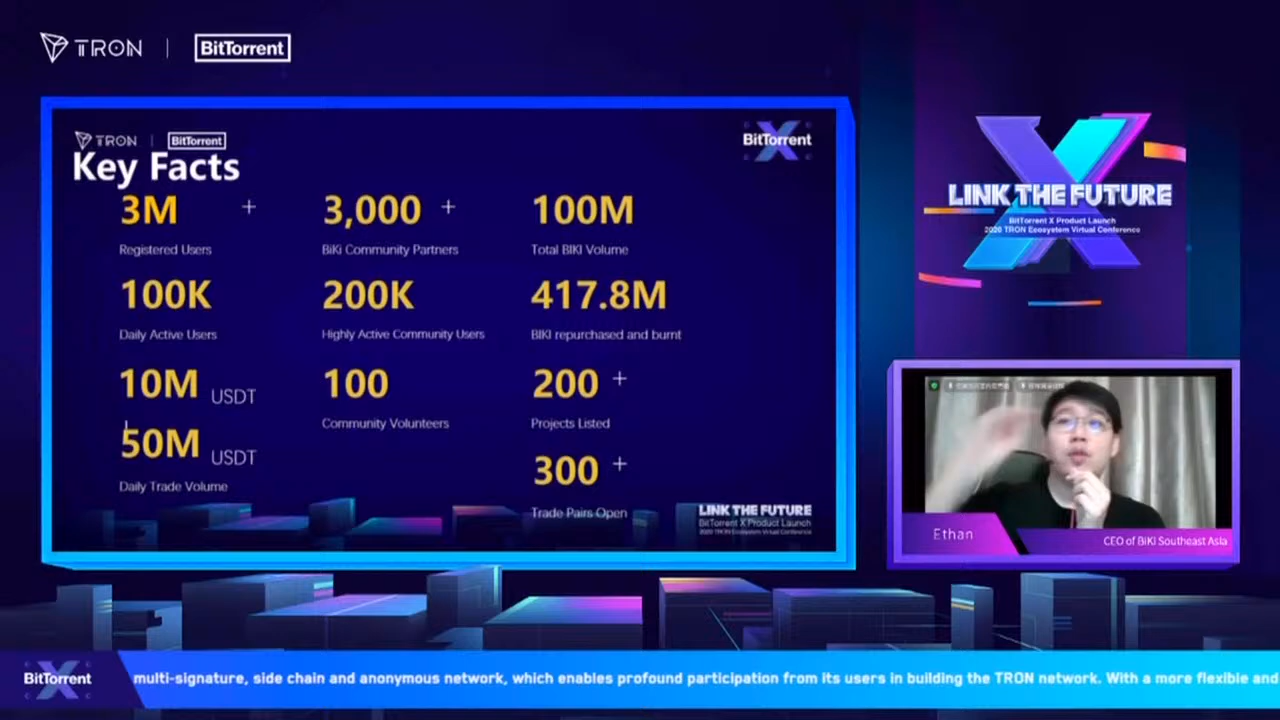 TRON | BitTorrent
TRON | BitTorrent
BitTorrent
Key Facts
3M +
Registered Users
3,000 +
BiKi Community Partners
100M
Total BIKI Volume
100K
Daily Active Users
200K
Highly Active Community Users
417.8M
BIKI repurchased and burnt
10M USDT
50M USDT
Daily Trade Volume
100
Community Volunteers
200 +
Projects Listed
300 +
Trade Pairs Open
LINK THE FUTURE
BitTorrent X Product Launch
2020 TRON Ecosystem Virtual Conference
LINK THE FUTURE
BitTorrent X Product Launch
2020 TRON Ecosystem Virtual Conference
Ethan
CEO of BiKi Southeast Asia
BitTorrent
multi-signature, side chain and anonymous network, which enables profound participation from its users in building the TRON network. With a more flexible and